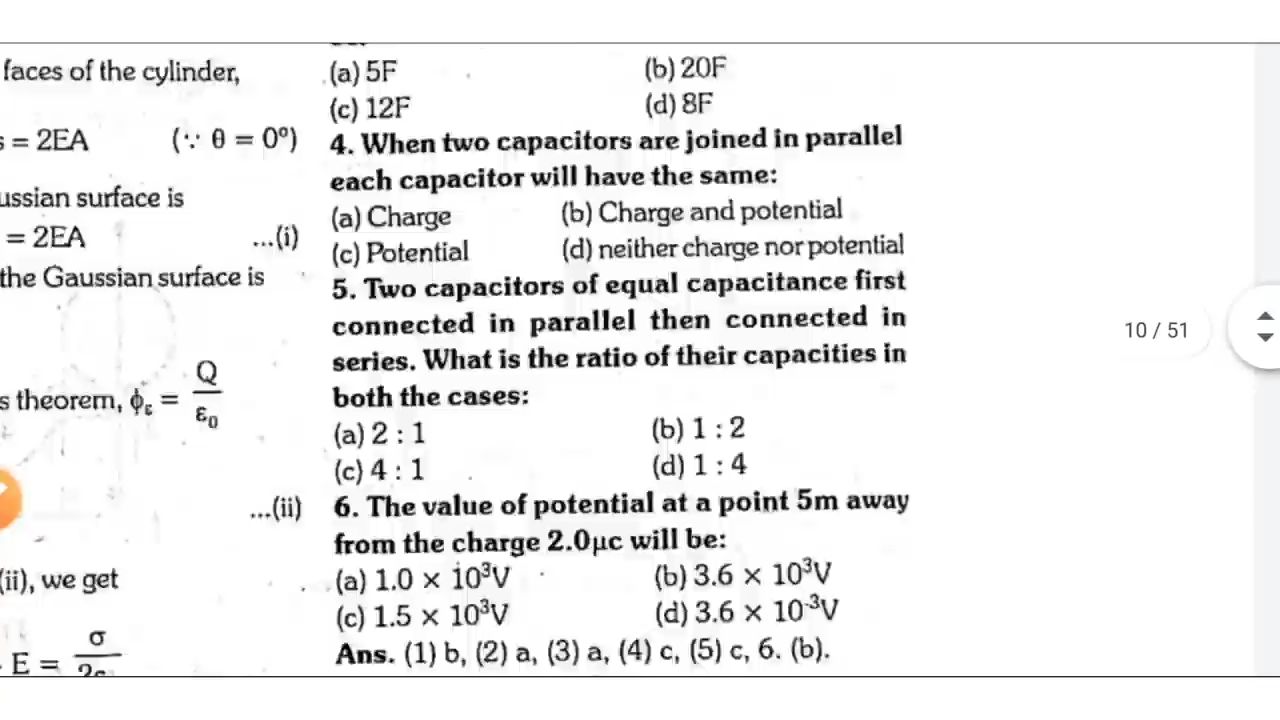 faces of the cylinder,
= 2EA (∵ θ = 0°)
ussian surface is
= 2EA ...(i)
the Gaussian surface is
s theorem, ϕε = Q/ε0
...(ii)
(ii), we get
E = σ
(a) 5F (b) 20F
(c) 12F (d) 8F
4. When two capacitors are joined in parallel
each capacitor will have the same:
(a) Charge (b) Charge and potential
(c) Potential (d) neither charge nor potential
5. Two capacitors of equal capacitance first
connected in parallel then connected in
series. What is the ratio of their capacities in
both the cases:
(a) 2 : 1 (b) 1 : 2
(c) 4 : 1 (d) 1 : 4
6. The value of potential at a point 5m away
from the charge 2.0μc will be:
(a) 1.0 × 10³V (b) 3.6 × 10³V
(c) 1.5 × 10³V (d) 3.6 × 10⁻³V
Ans. (1) b, (2) a, (3) a, (4) c, (5) c, 6. (b).
10 / 51